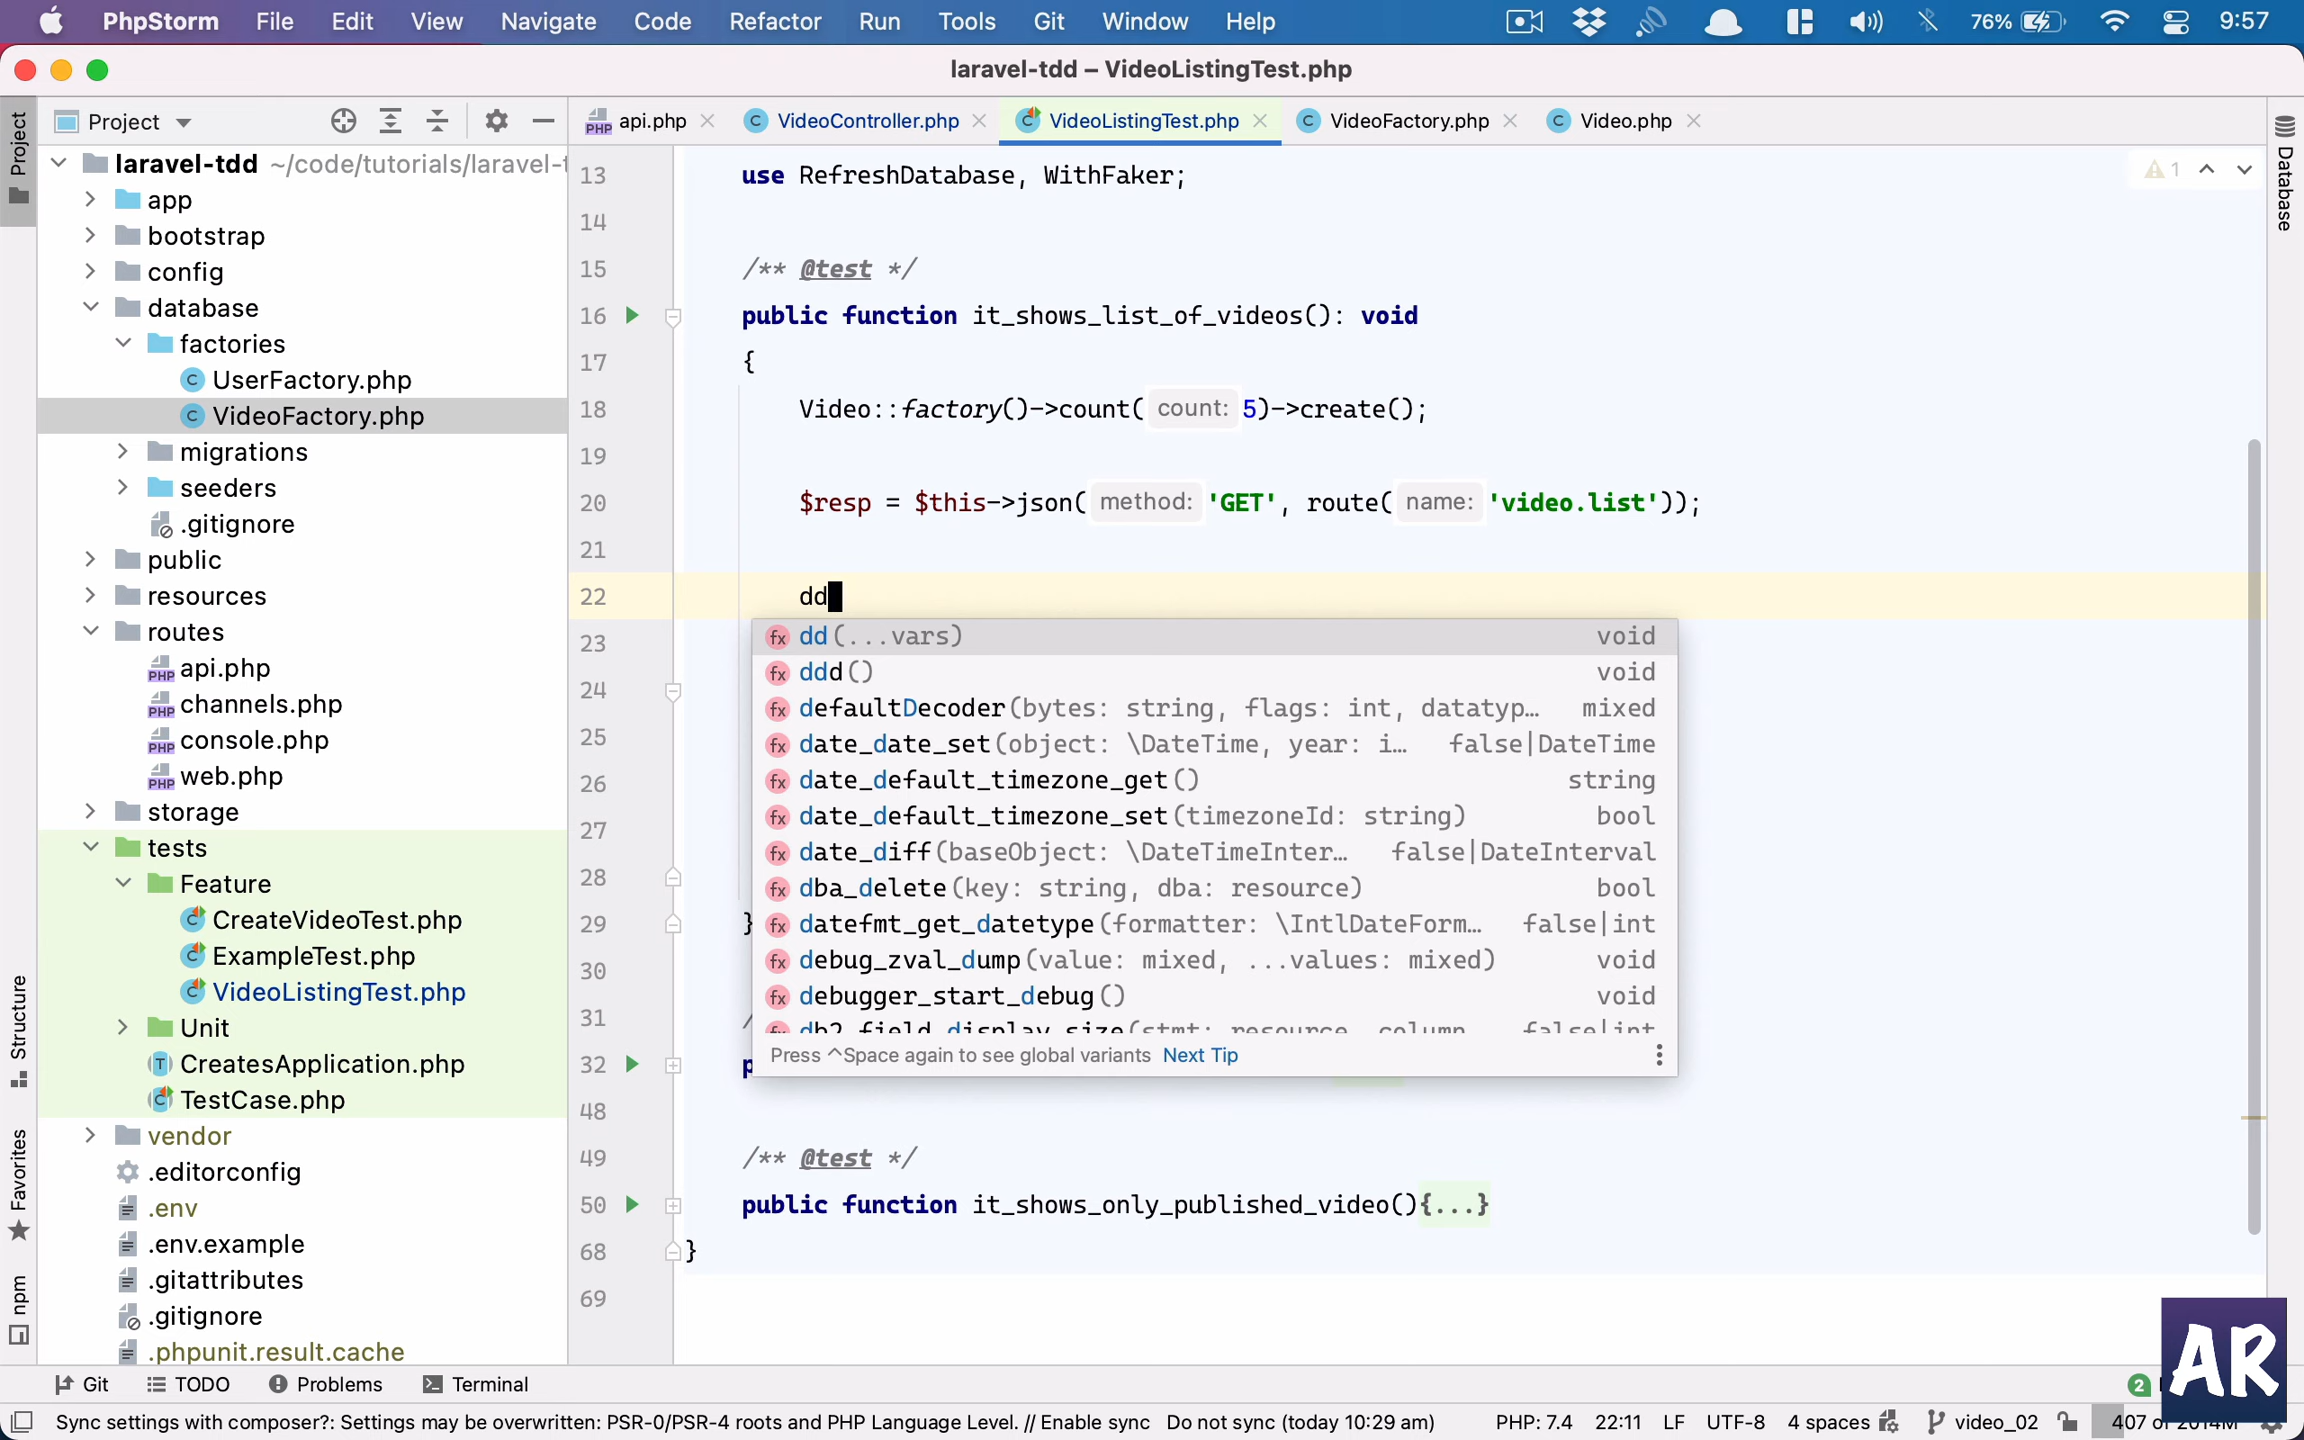 PhpStorm File Edit View Navigate Code Refactor Run Tools Git Window Help 76% 9:57
laravel-tdd – VideoListingTest.php
Project
api.php VideoController.php VideoListingTest.php VideoFactory.php Video.php
Project
Database
laravel-tdd ~/code/tutorials/laravel-t
app
bootstrap
config
database
factories
UserFactory.php
VideoFactory.php
migrations
seeders
.gitignore
public
resources
routes
api.php
channels.php
console.php
web.php
storage
tests
Feature
CreateVideoTest.php
ExampleTest.php
VideoListingTest.php
Unit
CreatesApplication.php
TestCase.php
vendor
.editorconfig
.env
.env.example
.gitattributes
.gitignore
.phpunit.result.cache
Structure
Favorites
npm
1
13 use RefreshDatabase, WithFaker;
14
15 /** @test */
16 public function it_shows_list_of_videos(): void
17 {
18 Video::factory()->count( count: 5)->create();
19
20 $resp = $this->json( method: 'GET', route( name: 'video.list'));
21
22 dd
23
24
25
26
27
28
29 }
30
31 /
32 p
48
49 /** @test */
50 public function it_shows_only_published_video(){...}
68 }
69
dd(...vars) void
ddd() void
defaultDecoder(bytes: string, flags: int, datatyp… mixed
date_date_set(object: \DateTime, year: i… false|DateTime
date_default_timezone_get() string
date_default_timezone_set(timezoneId: string) bool
date_diff(baseObject: \DateTimeInter… false|DateInterval
dba_delete(key: string, dba: resource) bool
datefmt_get_datetype(formatter: \IntlDateForm… false|int
debug_zval_dump(value: mixed, ...values: mixed) void
debugger_start_debug() void
db2_field_display_size(stmt: resource, column false|int
Press ^Space again to see global variants Next Tip
Git TODO Problems Terminal 2
AR
Sync settings with composer?: Settings may be overwritten: PSR-0/PSR-4 roots and PHP Language Level. // Enable sync Do not sync (today 10:29 am) PHP: 7.4 22:11 LF UTF-8 4 spaces video_02 407 of 2014M